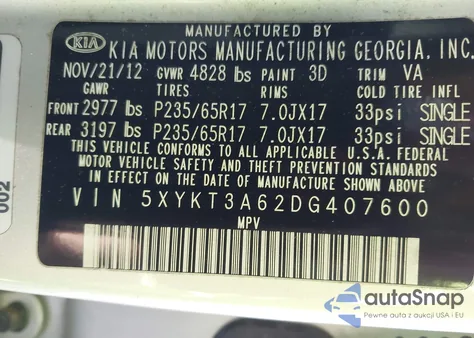 MANUFACTURED BY
KIA KIA MOTORS MANUFACTURING GEORGIA, INC.
NOV/21/12 GVWR 4828 lbs PAINT 3D TRIM VA
GAWR TIRES RIMS COLD TIRE INFL
FRONT 2977 lbs P235/65R17 7.0JX17 33psi SINGLE
REAR 3197 lbs P235/65R17 7.0JX17 33psi SINGLE
THIS VEHICLE CONFORMS TO ALL APPLICABLE U.S.A. FEDERAL
MOTOR VEHICLE SAFETY AND THEFT PREVENTION STANDARDS
IN EFFECT ON THE DATE OF MANUFACTURE SHOWN ABOVE.
VIN 5XYKT3A62DG407600
MPV
002
autoSnap
Pewne auta z aukcji USA i EU